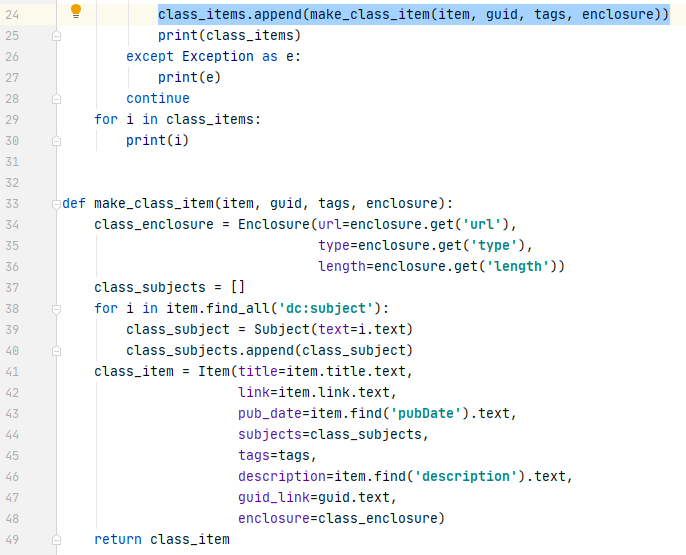 24 class_items.append(make_class_item(item, guid, tags, enclosure))
25 print(class_items)
26 except Exception as e:
27 print(e)
28 continue
29 for i in class_items:
30 print(i)
31
32
33 def make_class_item(item, guid, tags, enclosure):
34 class_enclosure = Enclosure(url=enclosure.get('url'),
35 type=enclosure.get('type'),
36 length=enclosure.get('length'))
37 class_subjects = []
38 for i in item.find_all('dc:subject'):
39 class_subject = Subject(text=i.text)
40 class_subjects.append(class_subject)
41 class_item = Item(title=item.title.text,
42 link=item.link.text,
43 pub_date=item.find('pubDate').text,
44 subjects=class_subjects,
45 tags=tags,
46 description=item.find('description').text,
47 guid_link=guid.text,
48 enclosure=class_enclosure)
49 return class_item